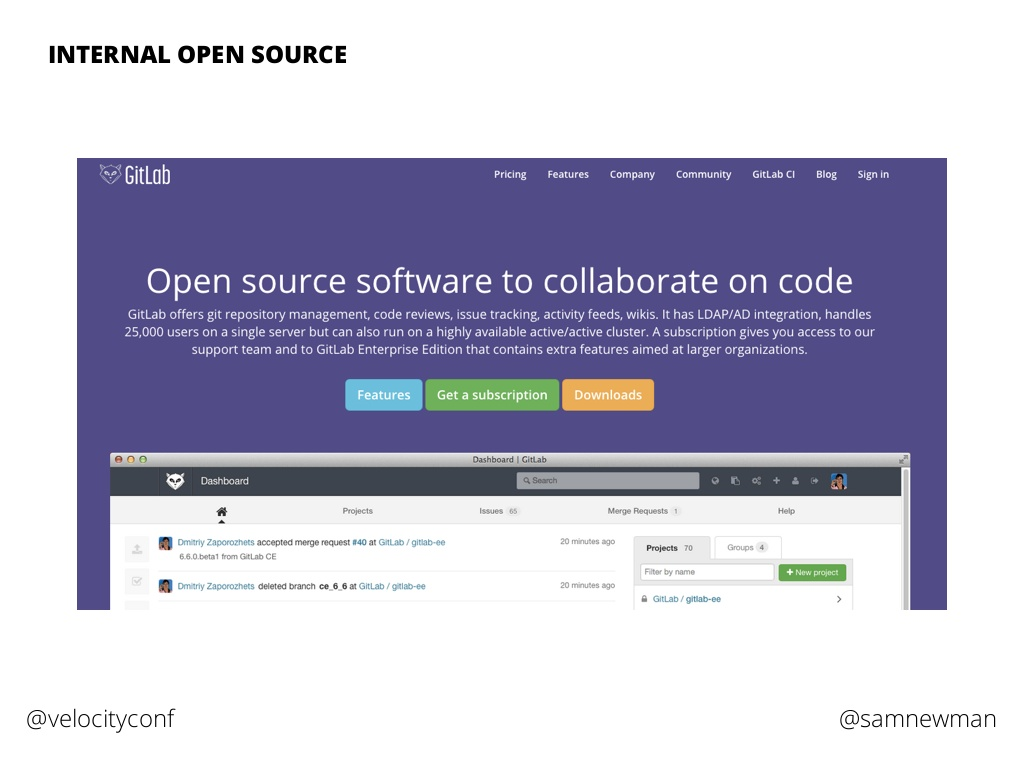 INTERNAL OPEN SOURCE
GitLab
Pricing Features Company Community GitLab CI Blog Sign in
Open source software to collaborate on code
GitLab offers git repository management, code reviews, issue tracking, activity feeds, wikis. It has LDAP/AD integration, handles
25,000 users on a single server but can also run on a highly available active/active cluster. A subscription gives you access to our
support team and to GitLab Enterprise Edition that contains extra features aimed at larger organizations.
Features Get a subscription Downloads
Dashboard | GitLab
Dashboard Search
Projects Issues 65 Merge Requests 1 Help
Dmitriy Zaporozhets accepted merge request #40 at GitLab / gitlab-ee 20 minutes ago
6.6.0.beta1 from GitLab CE
Projects 70 Groups 4
Filter by name + New project
Dmitriy Zaporozhets deleted branch ce_6_6 at GitLab / gitlab-ee 20 minutes ago
GitLab / gitlab-ee
@velocityconf @samnewman